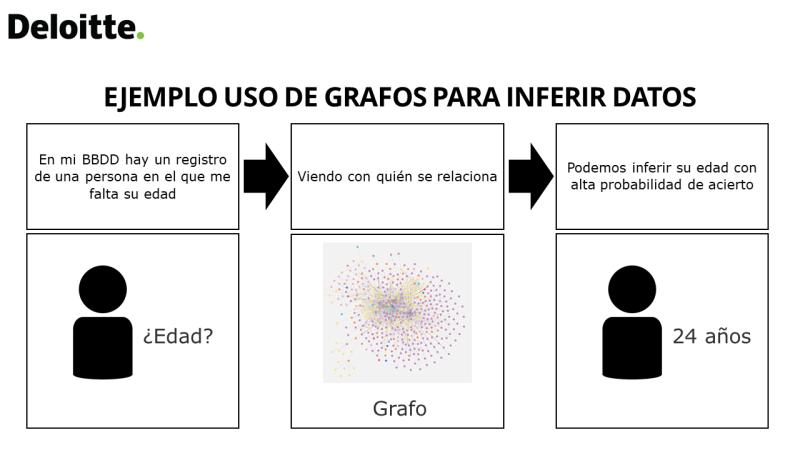 Deloitte.
EJEMPLO USO DE GRAFOS PARA INFERIR DATOS
En mi BBDD hay un registro
de una persona en el que me
falta su edad
Viendo con quién se relaciona
Podemos inferir su edad con
alta probabilidad de acierto
¿Edad?
Grafo
24 años